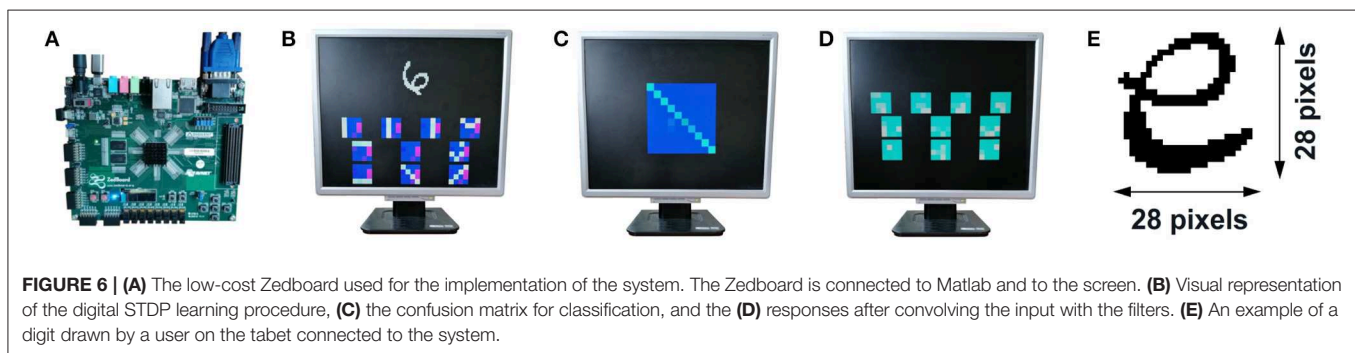 A
B
C
D
E
ZedBoard
28 pixels
28 pixels
FIGURE 6 | (A) The low-cost Zedboard used for the implementation of the system. The Zedboard is connected to Matlab and to the screen. (B) Visual representation
of the digital STDP learning procedure, (C) the confusion matrix for classification, and the (D) responses after convolving the input with the filters. (E) An example of a
digit drawn by a user on the tabet connected to the system.